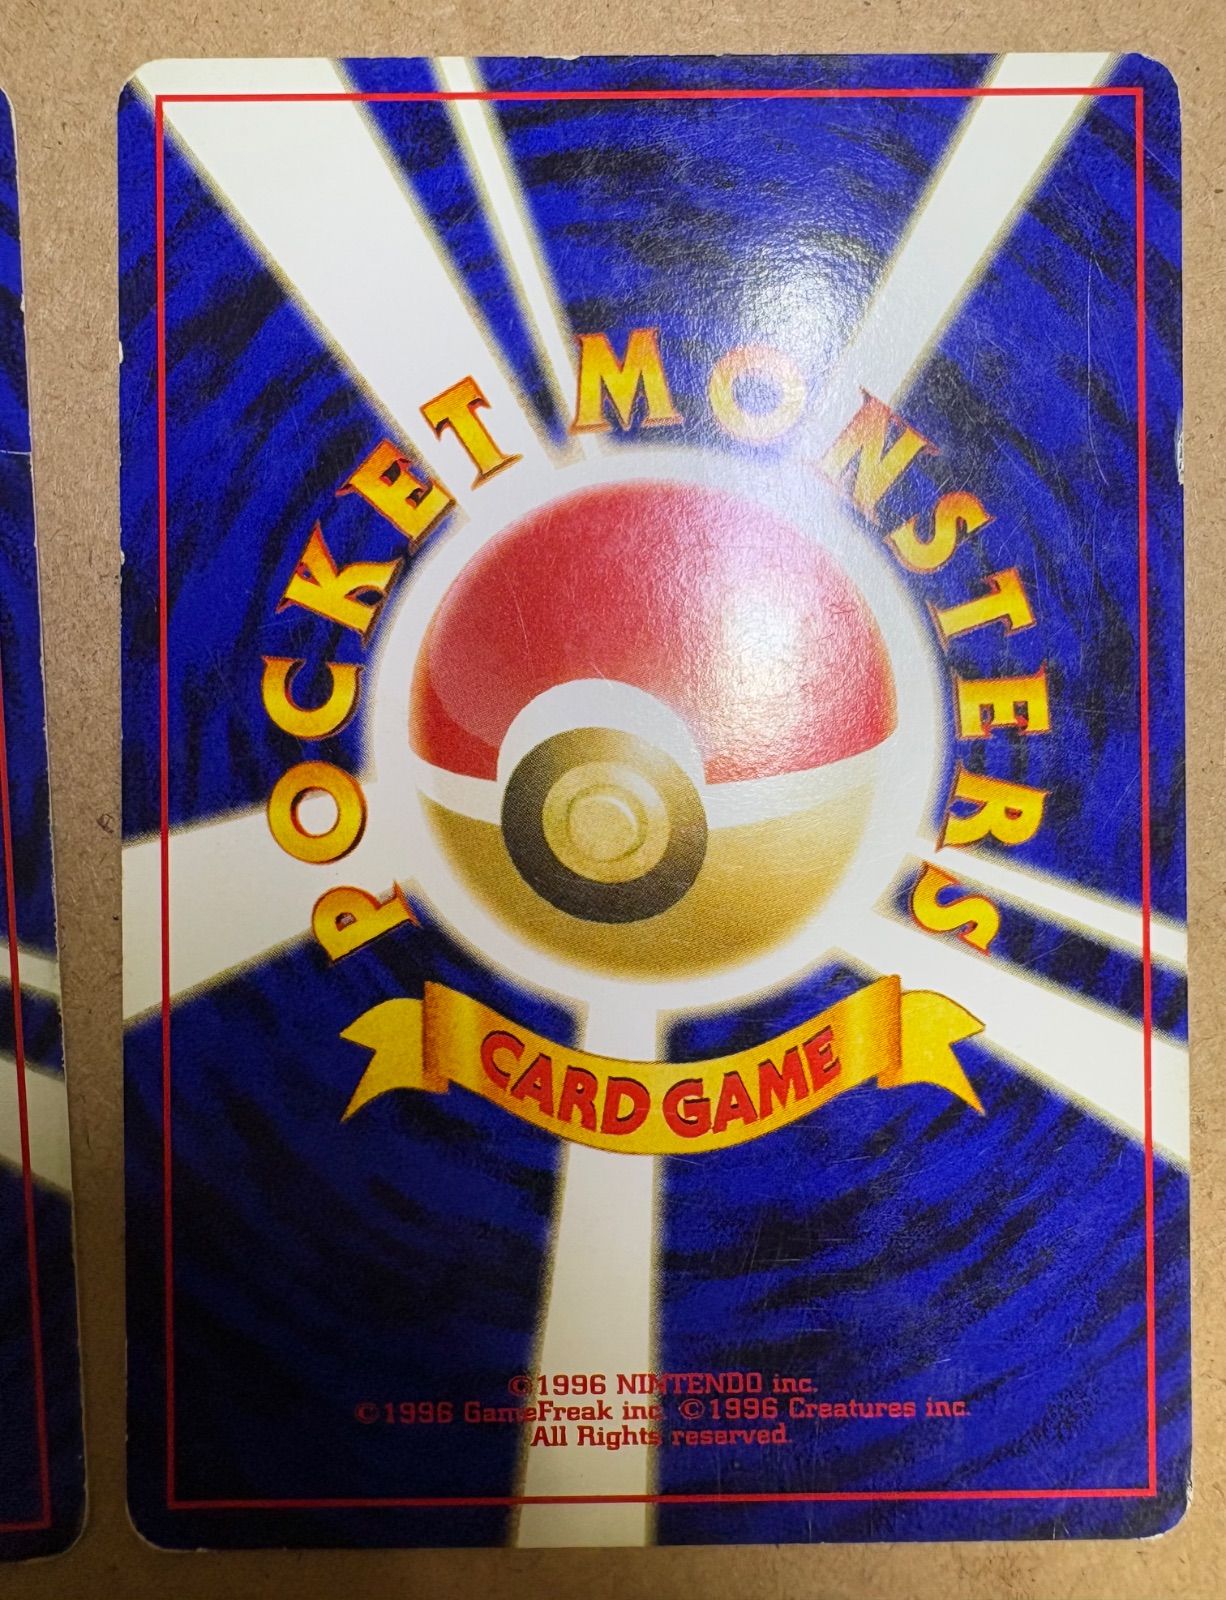 POCKET MONSTERS
CARD GAME
©1996 NINTENDO inc.
©1996 GameFreak inc. ©1996 Creatures inc.
All Rights reserved.